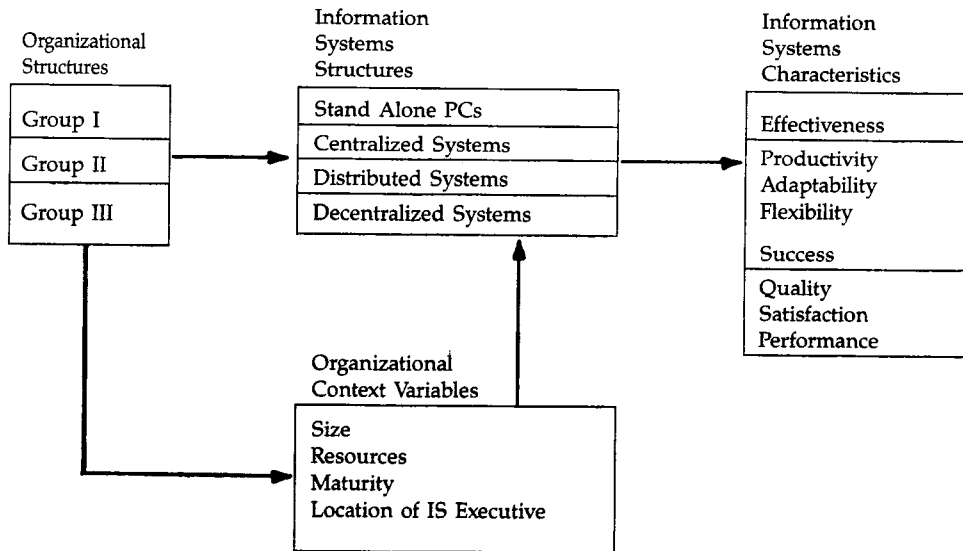 Organizational
Structures
Group I
Group II
Group III
Information
Systems
Structures
Stand Alone PCs
Centralized Systems
Distributed Systems
Decentralized Systems
Information
Systems
Characteristics
Effectiveness
Productivity
Adaptability
Flexibility
Success
Quality
Satisfaction
Performance
Organizational
Context Variables
Size
Resources
Maturity
Location of IS Executive